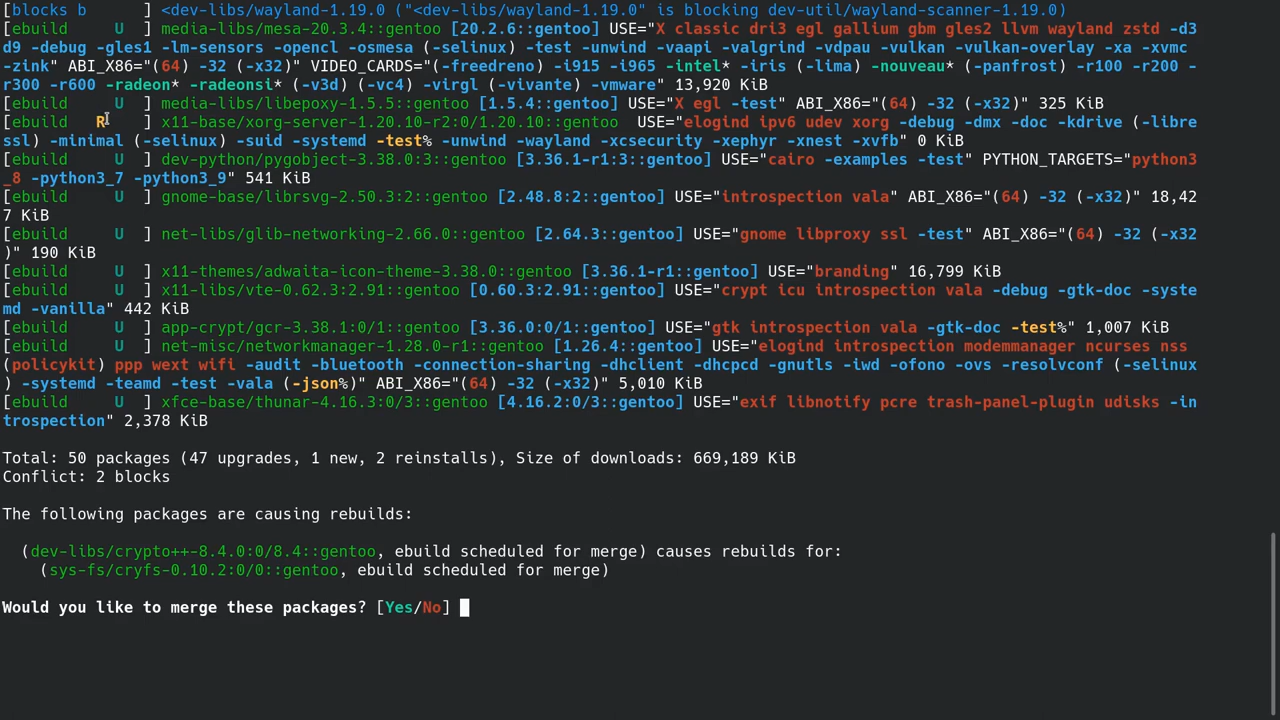 [blocks b      ] <dev-libs/wayland-1.19.0 ("<dev-libs/wayland-1.19.0" is blocking dev-util/wayland-scanner-1.19.0)
[ebuild     U  ] media-libs/mesa-20.3.4::gentoo [20.2.6::gentoo] USE="X classic dri3 egl gallium gbm gles2 llvm wayland zstd -d3
d9 -debug -gles1 -lm-sensors -opencl -osmesa (-selinux) -test -unwind -vaapi -valgrind -vdpau -vulkan -vulkan-overlay -xa -xvmc
-zink" ABI_X86="(64) -32 (-x32)" VIDEO_CARDS="(-freedreno) -i915 -i965 -intel* -iris (-lima) -nouveau* (-panfrost) -r100 -r200 -
r300 -r600 -radeon* -radeonsi* (-v3d) (-vc4) -virgl (-vivante) -vmware" 13,920 KiB
[ebuild     U  ] media-libs/libepoxy-1.5.5::gentoo [1.5.4::gentoo] USE="X egl -test" ABI_X86="(64) -32 (-x32)" 325 KiB
[ebuild   R    ] x11-base/xorg-server-1.20.10-r2:0/1.20.10::gentoo  USE="elogind ipv6 udev xorg -debug -dmx -doc -kdrive (-libre
ssl) -minimal (-selinux) -suid -systemd -test% -unwind -wayland -xcsecurity -xephyr -xnest -xvfb" 0 KiB
[ebuild     U  ] dev-python/pygobject-3.38.0:3::gentoo [3.36.1-r1:3::gentoo] USE="cairo -examples -test" PYTHON_TARGETS="python3
_8 -python3_7 -python3_9" 541 KiB
[ebuild     U  ] gnome-base/librsvg-2.50.3:2::gentoo [2.48.8:2::gentoo] USE="introspection vala" ABI_X86="(64) -32 (-x32)" 18,42
7 KiB
[ebuild     U  ] net-libs/glib-networking-2.66.0::gentoo [2.64.3::gentoo] USE="gnome libproxy ssl -test" ABI_X86="(64) -32 (-x32
)" 190 KiB
[ebuild     U  ] x11-themes/adwaita-icon-theme-3.38.0::gentoo [3.36.1-r1::gentoo] USE="branding" 16,799 KiB
[ebuild     U  ] x11-libs/vte-0.62.3:2.91::gentoo [0.60.3:2.91::gentoo] USE="crypt icu introspection vala -debug -gtk-doc -syste
md -vanilla" 442 KiB
[ebuild     U  ] app-crypt/gcr-3.38.1:0/1::gentoo [3.36.0:0/1::gentoo] USE="gtk introspection vala -gtk-doc -test%" 1,007 KiB
[ebuild     U  ] net-misc/networkmanager-1.28.0-r1::gentoo [1.26.4::gentoo] USE="elogind introspection modemmanager ncurses nss
(policykit) ppp wext wifi -audit -bluetooth -connection-sharing -dhclient -dhcpcd -gnutls -iwd -ofono -ovs -resolvconf (-selinux
) -systemd -teamd -test -vala (-json%)" ABI_X86="(64) -32 (-x32)" 5,010 KiB
[ebuild     U  ] xfce-base/thunar-4.16.3:0/3::gentoo [4.16.2:0/3::gentoo] USE="exif libnotify pcre trash-panel-plugin udisks -in
trospection" 2,378 KiB
Total: 50 packages (47 upgrades, 1 new, 2 reinstalls), Size of downloads: 669,189 KiB
Conflict: 2 blocks
The following packages are causing rebuilds:
(dev-libs/crypto++-8.4.0:0/8.4::gentoo, ebuild scheduled for merge) causes rebuilds for:
(sys-fs/cryfs-0.10.2:0/0::gentoo, ebuild scheduled for merge)
Would you like to merge these packages? [Yes/No]